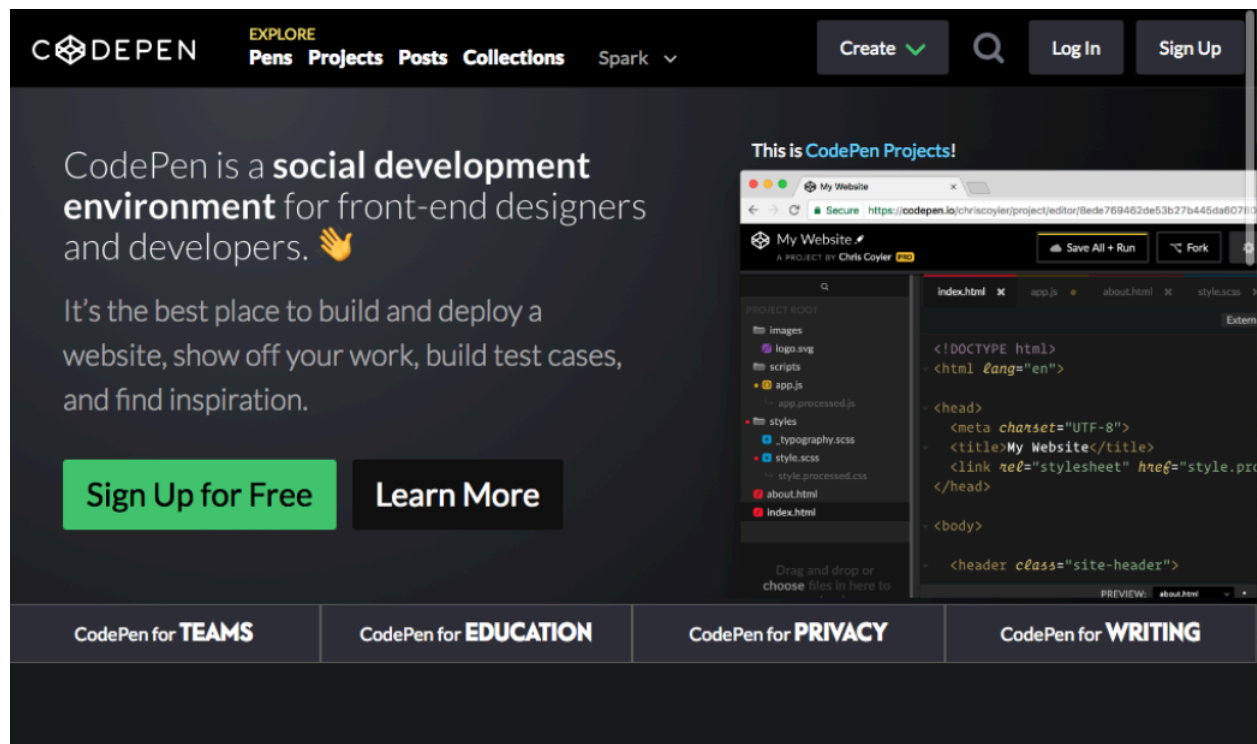 CODEPEN
EXPLORE
Pens Projects Posts Collections
Spark
Create
Log In
Sign Up
CodePen is a social development
environment for front-end designers
and developers. 👋
It's the best place to build and deploy a
website, show off your work, build test cases,
and find inspiration.
Sign Up for Free
Learn More
This is CodePen Projects!
My Website
Secure https://codepen.io/chriscoyier/project/editor/8ede769462de53b27b445da6078
My Website
A PROJECT BY Chris Coyier PRO
Save All + Run
Fork
PROJECT ROOT
images
logo.svg
scripts
app.js
app.processed.js
styles
_typography.scss
style.scss
style.processed.css
about.html
index.html
Drag and drop or
choose files in here to
index.html app.js about.html style.scss
Extern
<!DOCTYPE html>
<html lang="en">
<head>
<meta charset="UTF-8">
<title>My Website</title>
<link rel="stylesheet" href="style.pro
</head>
<body>
<header class="site-header">
PREVIEW: about.html
CodePen for TEAMS
CodePen for EDUCATION
CodePen for PRIVACY
CodePen for WRITING